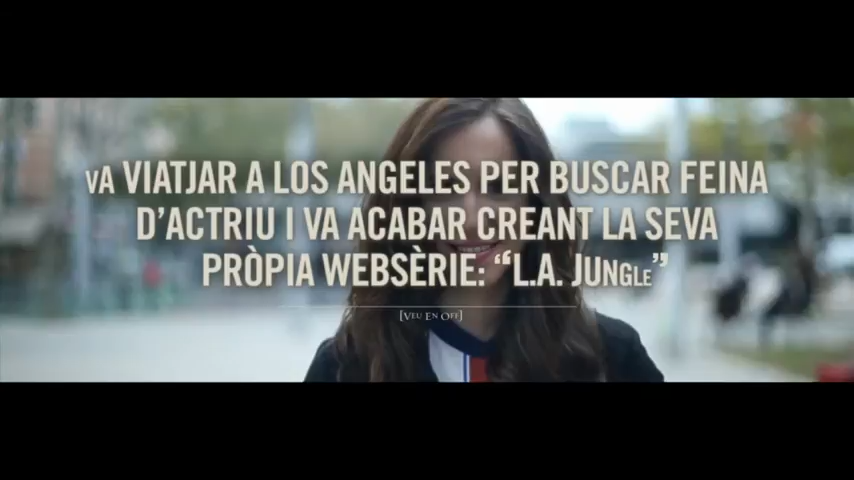 VA VIATJAR A LOS ANGELES PER BUSCAR FEINA
D'ACTRIU I VA ACABAR CREANT LA SEVA
PRÒPIA WEBSÈRIE: “L.A. JUNGLE”
[VEU EN OFF]